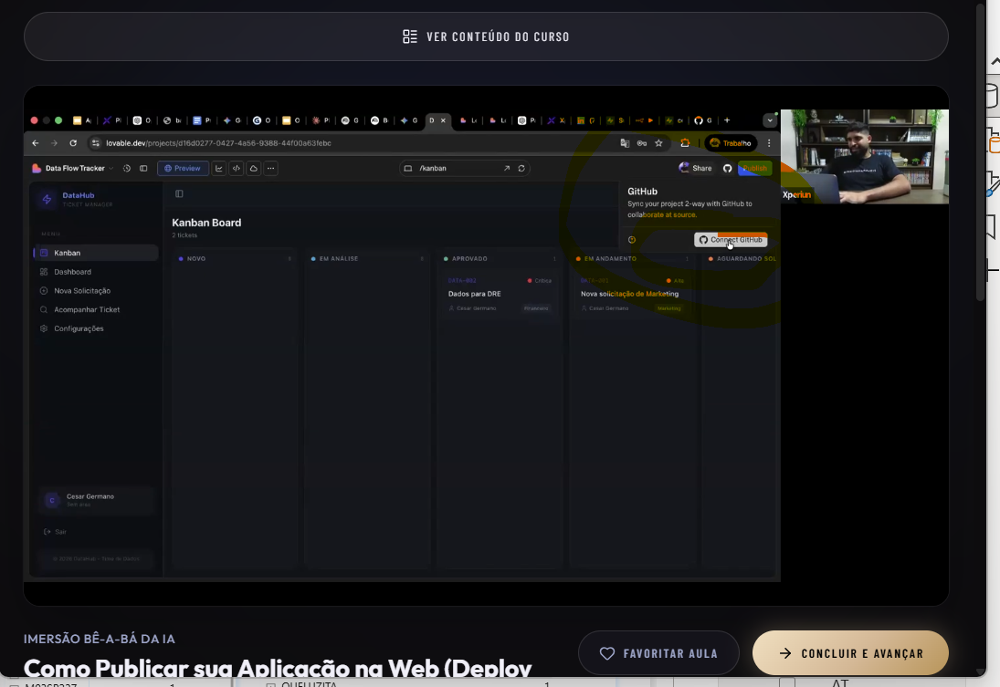 VER CONTEÚDO DO CURSO
lovable.dev/projects/d16d0277-0427-4a56-9388-44f00a63febc
Trabalho
Data Flow Tracker
Preview
/kanban
Share
Publish
Xperiun
DataHub
TICKET MANAGER
GitHub
Sync your project 2-way with GitHub to
collaborate at source.
Connect GitHub
Kanban Board
2 tickets
MENU
Kanban
Dashboard
Nova Solicitação
Acompanhar Ticket
Configurações
NOVO
EM ANÁLISE
APROVADO
1
EM ANDAMENTO
AGUARDANDO SOL
DATA-002
Crítica
Dados para DRE
Cesar Germano
Financeiro
Alta
Nova solicitação de Marketing
Cesar Germano
Marketing
C
Cesar Germano
Sair
IMERSÃO BÊ-A-BÁ DA IA
Como Publicar sua Aplicação na Web (Deploy
FAVORITAR AULA
CONCLUIR E AVANÇAR
QUELUZITA
1
AT